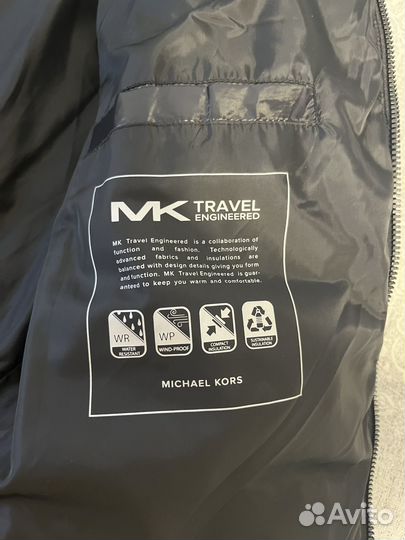 MK TRAVEL
ENGINEERED
MK Travel Engineered is a collaboration of
function and fashion. Technologically
advanced fabrics and insulations are
balanced with design details giving you form
and function. MK Travel Engineered is guar-
anteed to keep you warm and comfortable.
WR WP
WATER RESISTANT WIND-PROOF COMPACT INSULATION SUSTAINABLE INSULATION
MICHAEL KORS
Avito